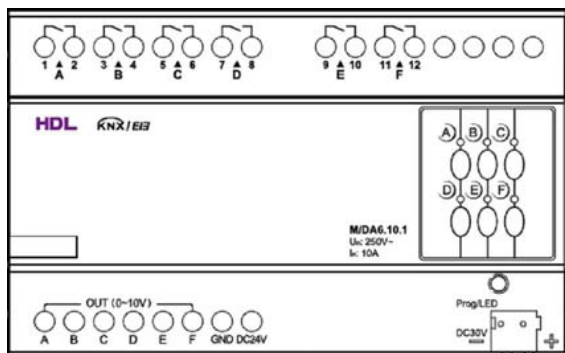 1 2 3 4 5 6 7 8 9 10 11 12
A B C D E F
HDL KNX/EIB
A B C
D E F
M/DA6.10.1
Un: 250V~
In: 10A
OUT (0~10V)
A B C D E F GND DC24V
Prog/LED
DC30V